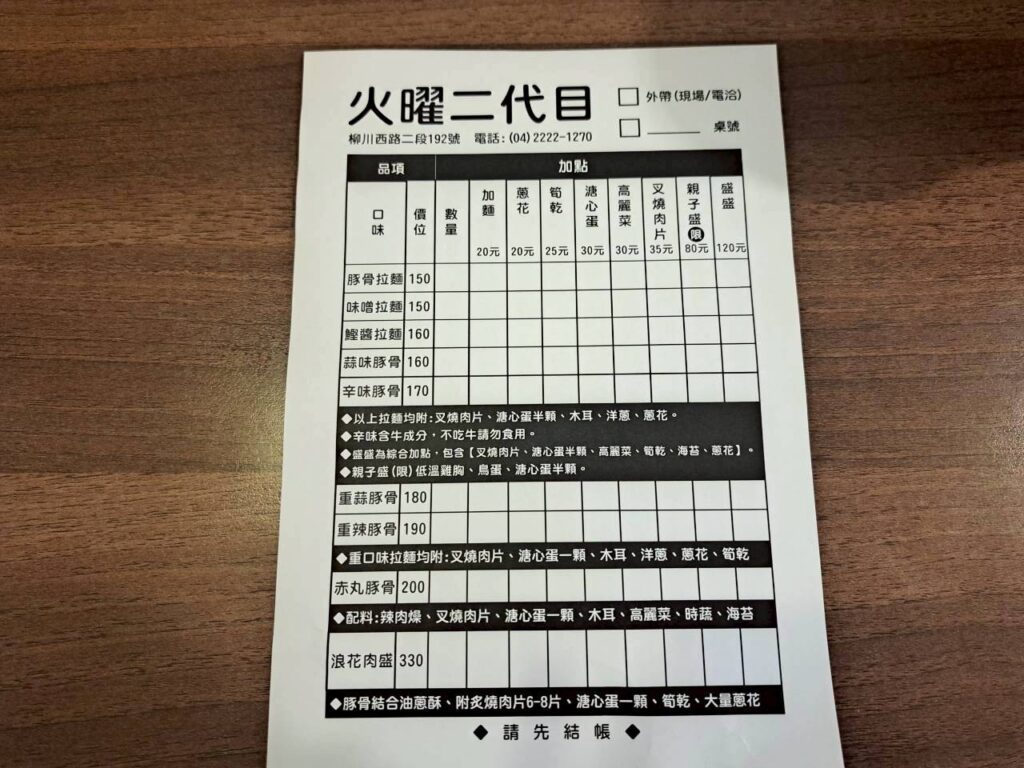 火曜二代目
外帶(現場/電洽)
柳川西路二段192號 電話:(04)2222-1270
桌號
品項 加點
口味 價位 數量 加麵 蔥花 筍乾 溏心蛋 高麗菜 叉燒肉片 親子盛限 盛盛
20元 20元 25元 30元 30元 35元 80元 120元
豚骨拉麵 150
味噌拉麵 150
鰹醬拉麵 160
蒜味豚骨 160
辛味豚骨 170
◆以上拉麵均附:叉燒肉片、溏心蛋半顆、木耳、洋蔥、蔥花。
◆辛味含牛成分,不吃牛請勿食用。
◆盛盛為綜合加點,包含【叉燒肉片、溏心蛋半顆、高麗菜、筍乾、海苔、蔥花】。
◆親子盛(限)低溫雞胸、鳥蛋、溏心蛋半顆。
重蒜豚骨 180
重辣豚骨 190
◆重口味拉麵均附:叉燒肉片、溏心蛋一顆、木耳、洋蔥、蔥花、筍乾
赤丸豚骨 200
◆配料:辣肉燥、叉燒肉片、溏心蛋一顆、木耳、高麗菜、時蔬、海苔
浪花肉盛 330
◆豚骨結合油蔥酥、附炙燒肉片6-8片、溏心蛋一顆、筍乾、大量蔥花
◆ 請先結帳 ◆